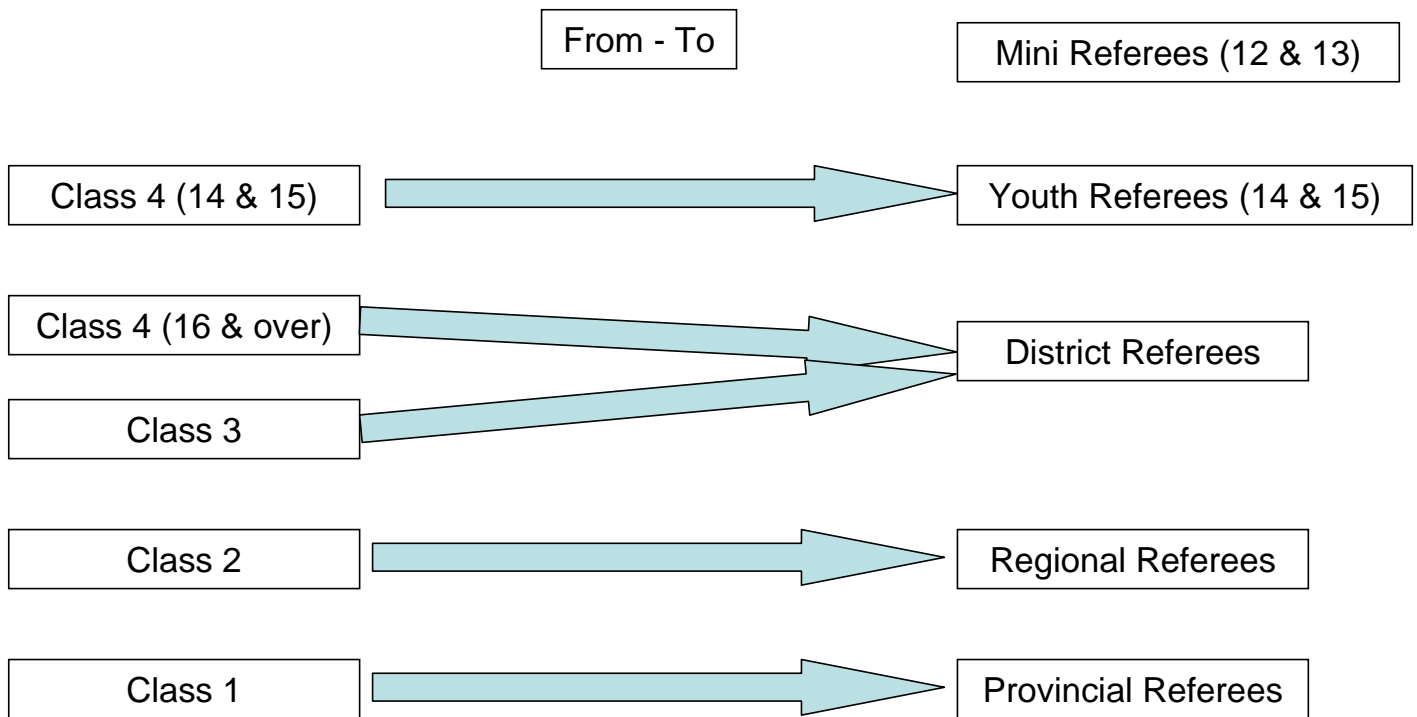 From - To
Mini Referees (12 & 13)
Class 4 (14 & 15)
Youth Referees (14 & 15)
Class 4 (16 & over)
District Referees
Class 3
Class 2
Regional Referees
Class 1
Provincial Referees